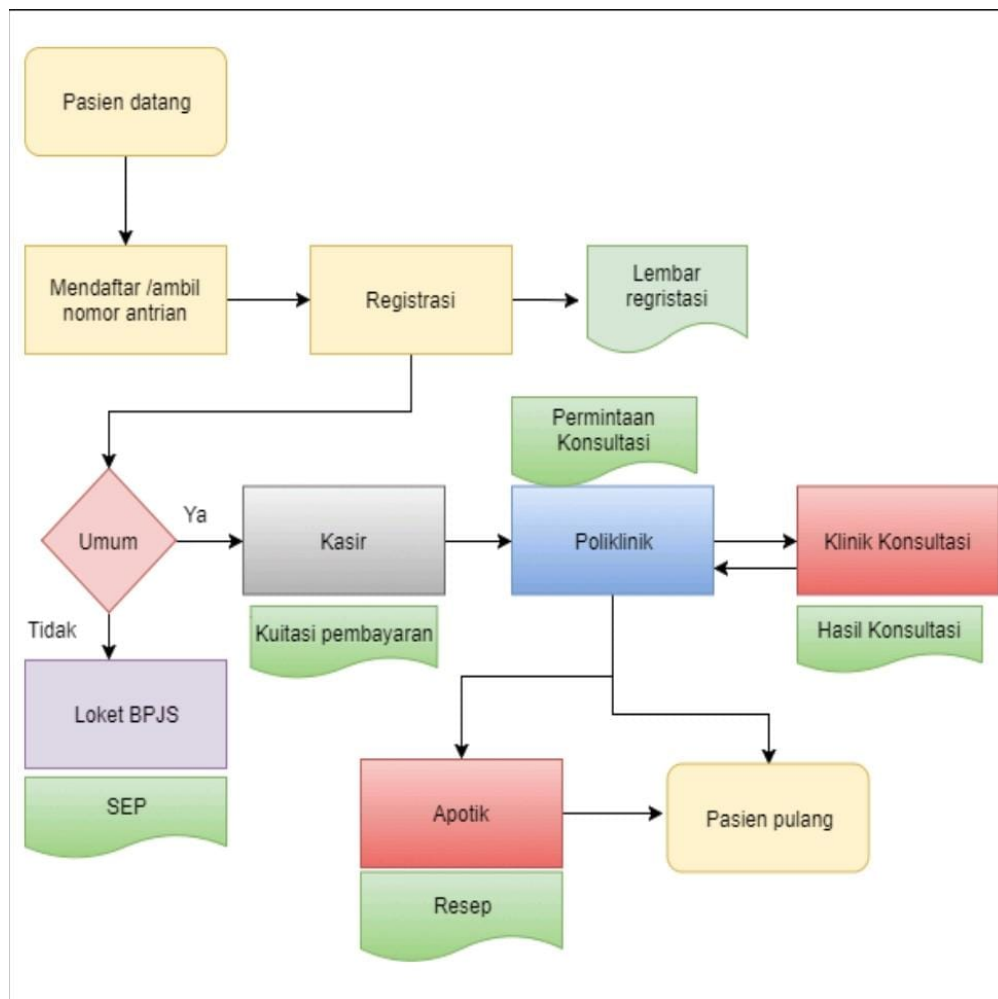 Pasien datang
Mendaftar /ambil
nomor antrian
Registrasi
Lembar
regristasi
Permintaan
Konsultasi
Umum
Ya
Kasir
Poliklinik
Klinik Konsultasi
Tidak
Kuitasi pembayaran
Hasil Konsultasi
Loket BPJS
SEP
Apotik
Pasien pulang
Resep